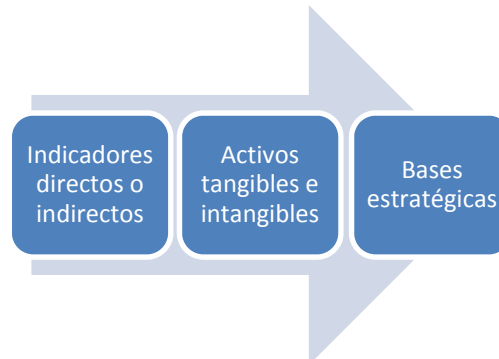 Indicadores
directos o
indirectos
Activos
tangibles e
intangibles
Bases
estratégicas